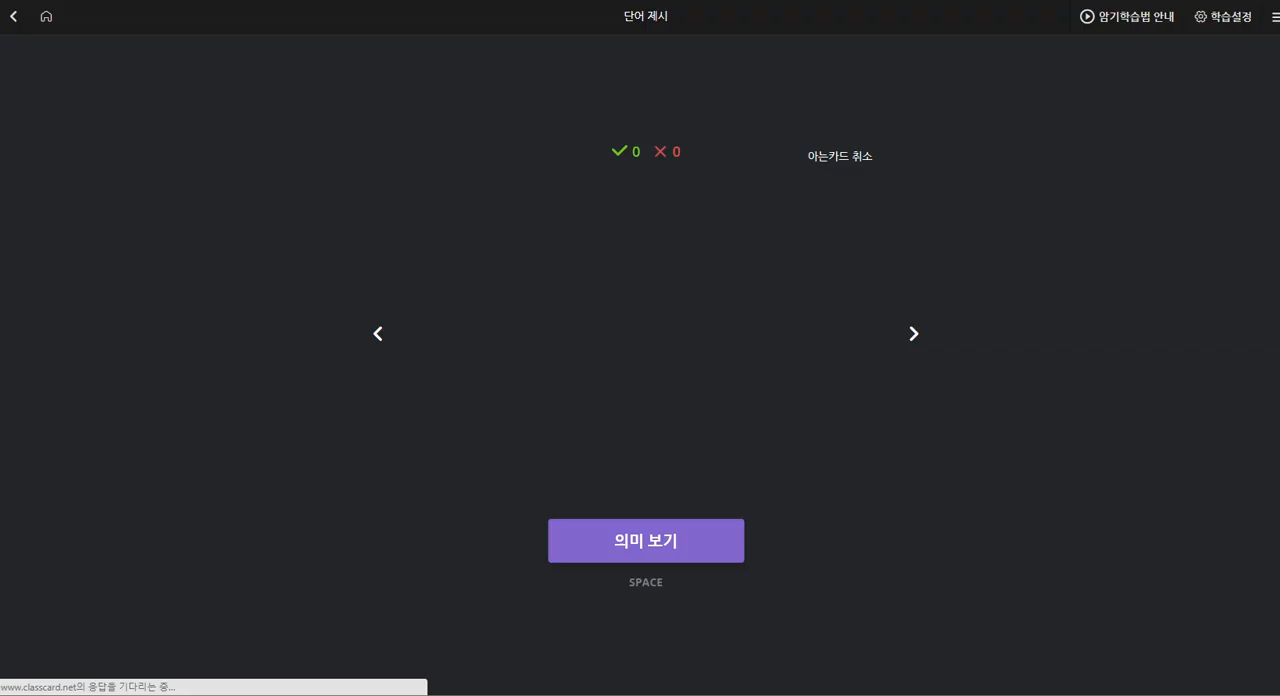 단어 제시
암기학습법 안내
학습설정
0 0
아는카드 취소
의미 보기
SPACE
www.classcard.net의 응답을 기다리는 중...